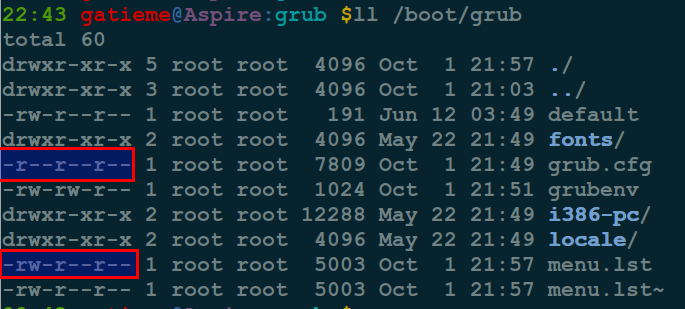 22:43 gatieme@Aspire:grub $ll /boot/grub
total 60
drwxr-xr-x 5 root root  4096 Oct  1 21:57 ./
drwxr-xr-x 3 root root  4096 Oct  1 21:03 ../
-rw-r--r-- 1 root root   191 Jun 12 03:49 default
drwxr-xr-x 2 root root  4096 May 22 21:49 fonts/
-r--r--r-- 1 root root  7809 Oct  1 21:49 grub.cfg
-rw-rw-r-- 1 root root  1024 Oct  1 21:51 grubenv
drwxr-xr-x 2 root root 12288 May 22 21:49 i386-pc/
drwxr-xr-x 2 root root  4096 May 22 21:49 locale/
-rw-r--r-- 1 root root  5003 Oct  1 21:57 menu.lst
-rw-r--r-- 1 root root  5003 Oct  1 21:57 menu.lst~